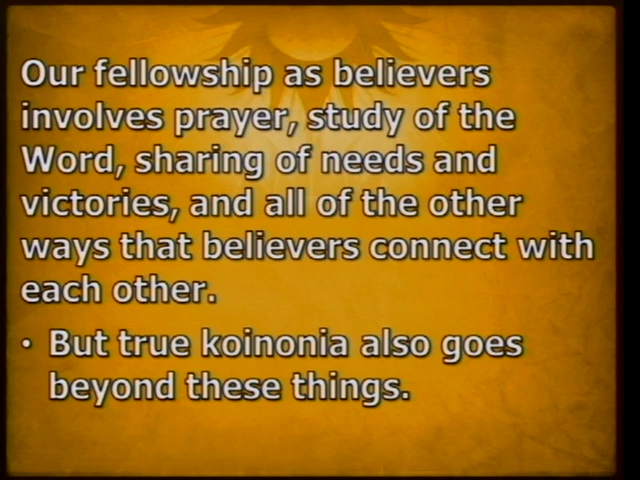 Our fellowship as believers
involves prayer, study of the
Word, sharing of needs and
victories, and all of the other
ways that believers connect with
each other.
• But true koinonia also goes
beyond these things.